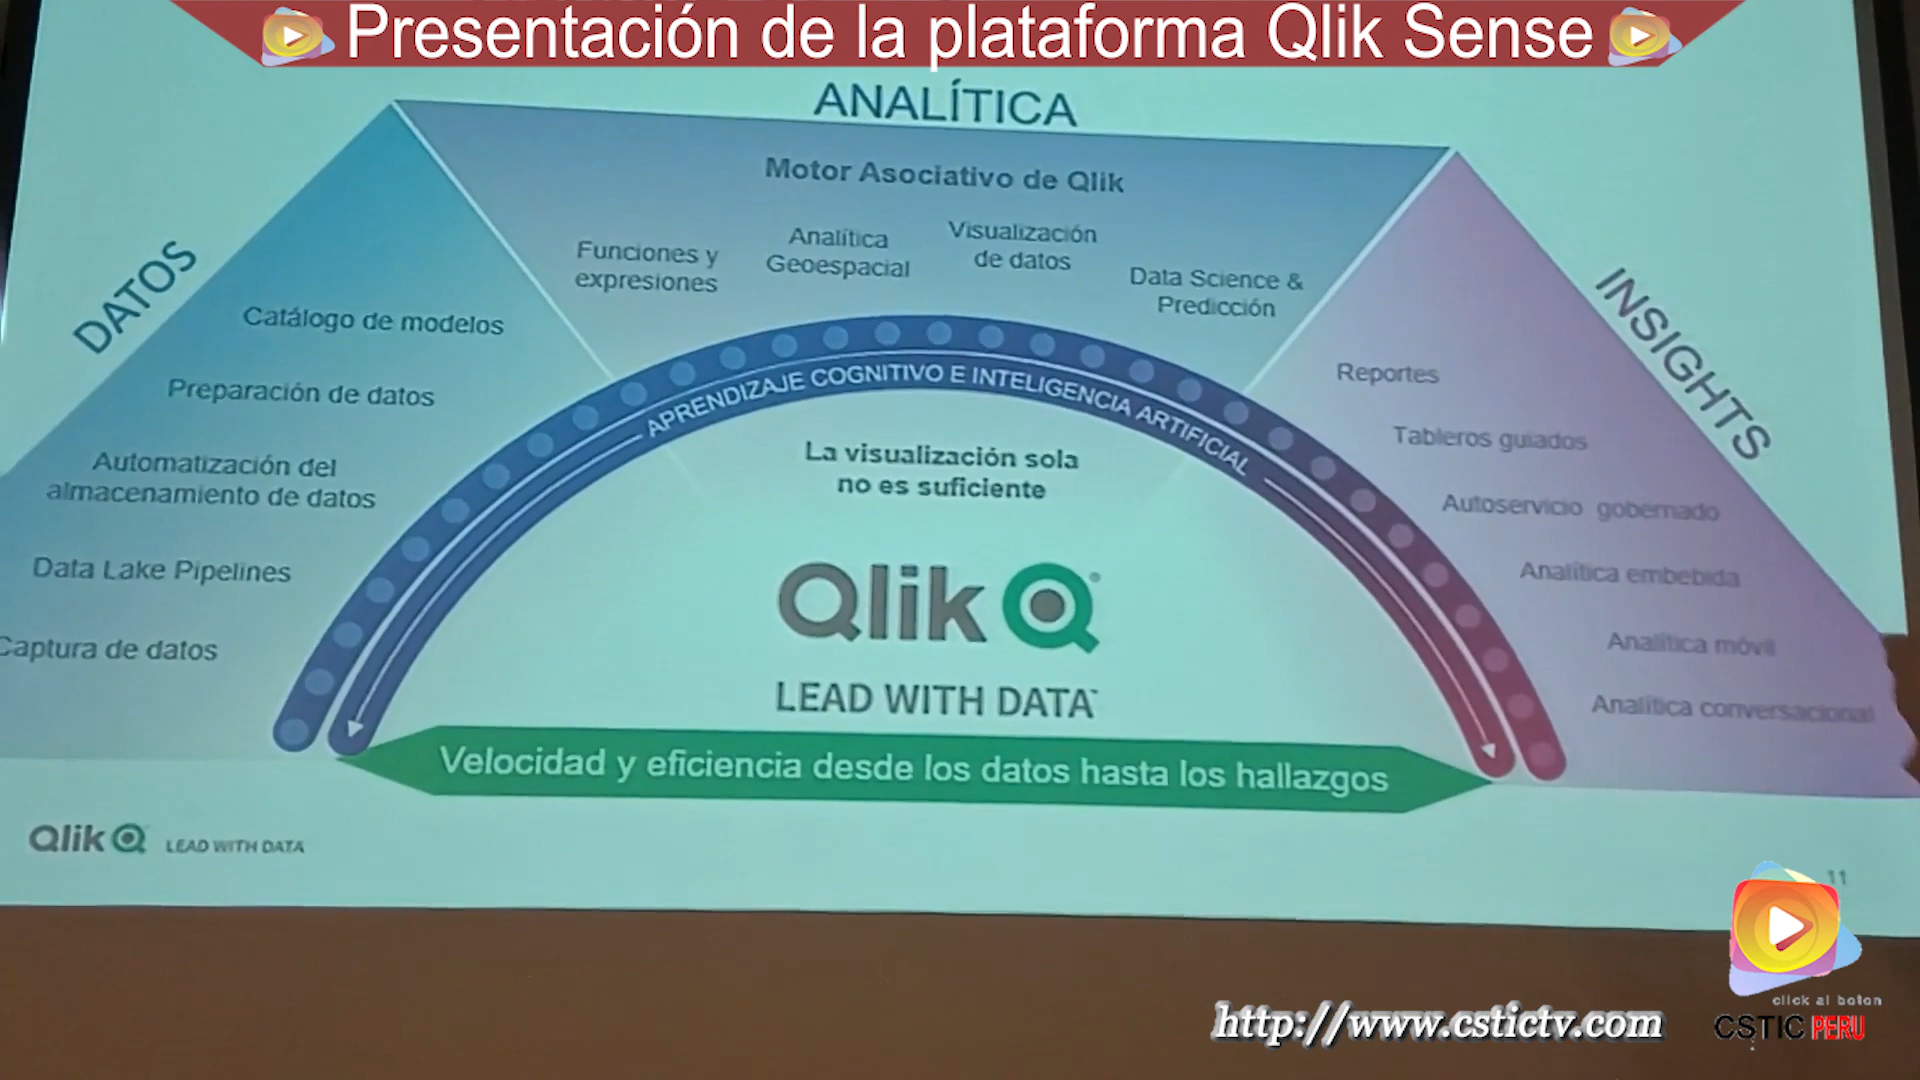 Presentación de la plataforma Qlik Sense
ANALÍTICA
Motor Asociativo de Qlik
Funciones y
expresiones
Analítica
Geoespacial
Visualización
de datos
Data Science &
Predicción
DATOS
Catálogo de modelos
Preparación de datos
Automatización del
almacenamiento de datos
Data Lake Pipelines
Captura de datos
APRENDIZAJE COGNITIVO E INTELIGENCIA ARTIFICIAL
La visualización sola
no es suficiente
Qlik
LEAD WITH DATA
INSIGHTS
Reportes
Tableros guiados
Autoservicio gobernado
Analítica embebida
Analítica móvil
Analítica conversacional
Velocidad y eficiencia desde los datos hasta los hallazgos
Qlik LEAD WITH DATA
11
click al boton
http://www.cstictv.com
CSTIC PERU